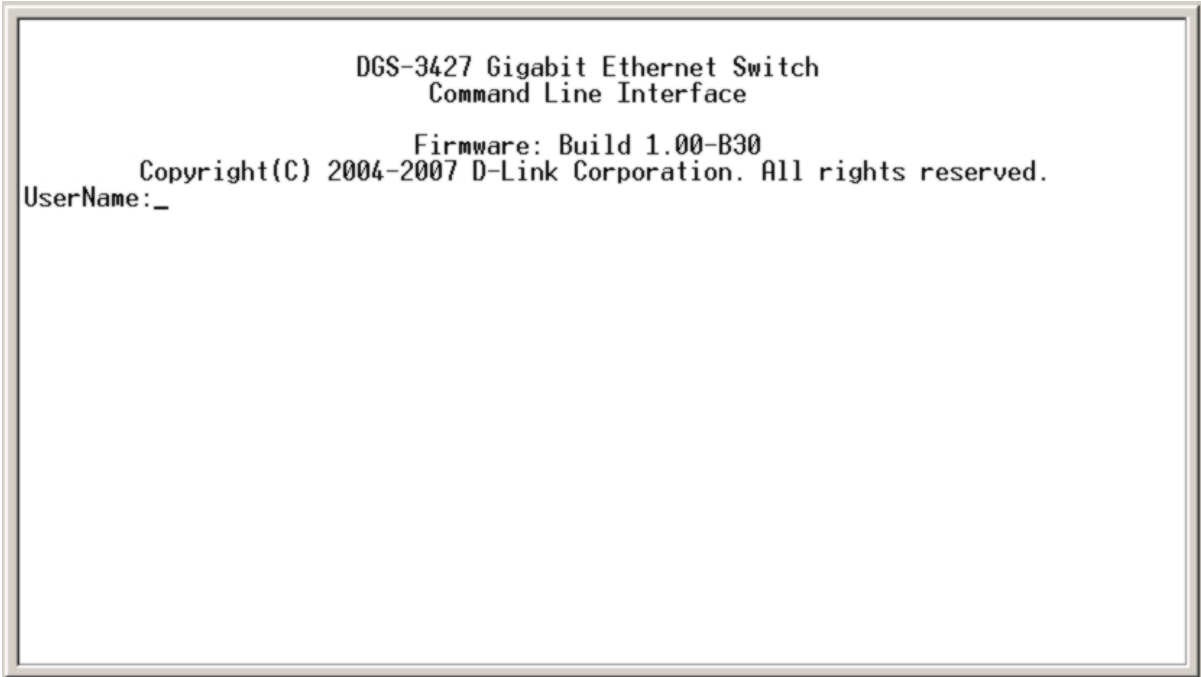 DGS-3427 Gigabit Ethernet Switch
Command Line Interface
Firmware: Build 1.00-B30
Copyright(C) 2004-2007 D-Link Corporation. All rights reserved.
UserName:_